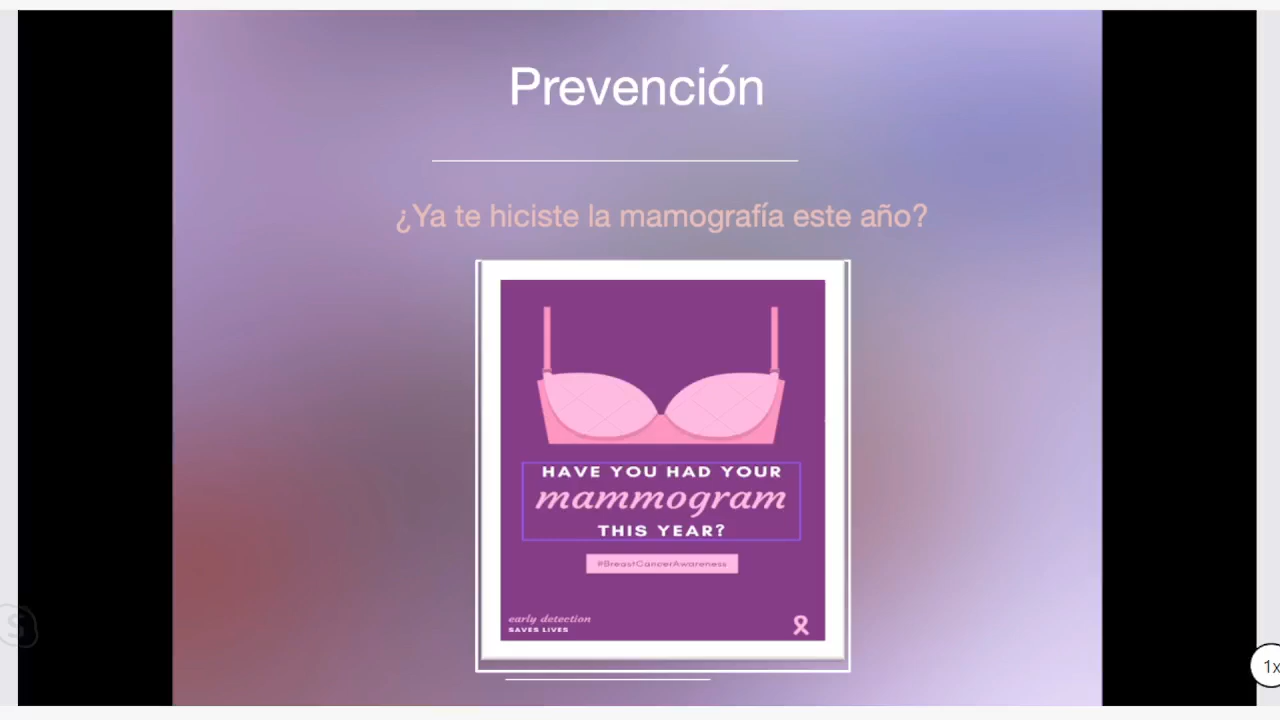 Prevención
¿Ya te hiciste la mamografía este año?
HAVE YOU HAD YOUR
mammogram
THIS YEAR?
#BreastCancerAwareness
early detection
SAVES LIVES
S
1x